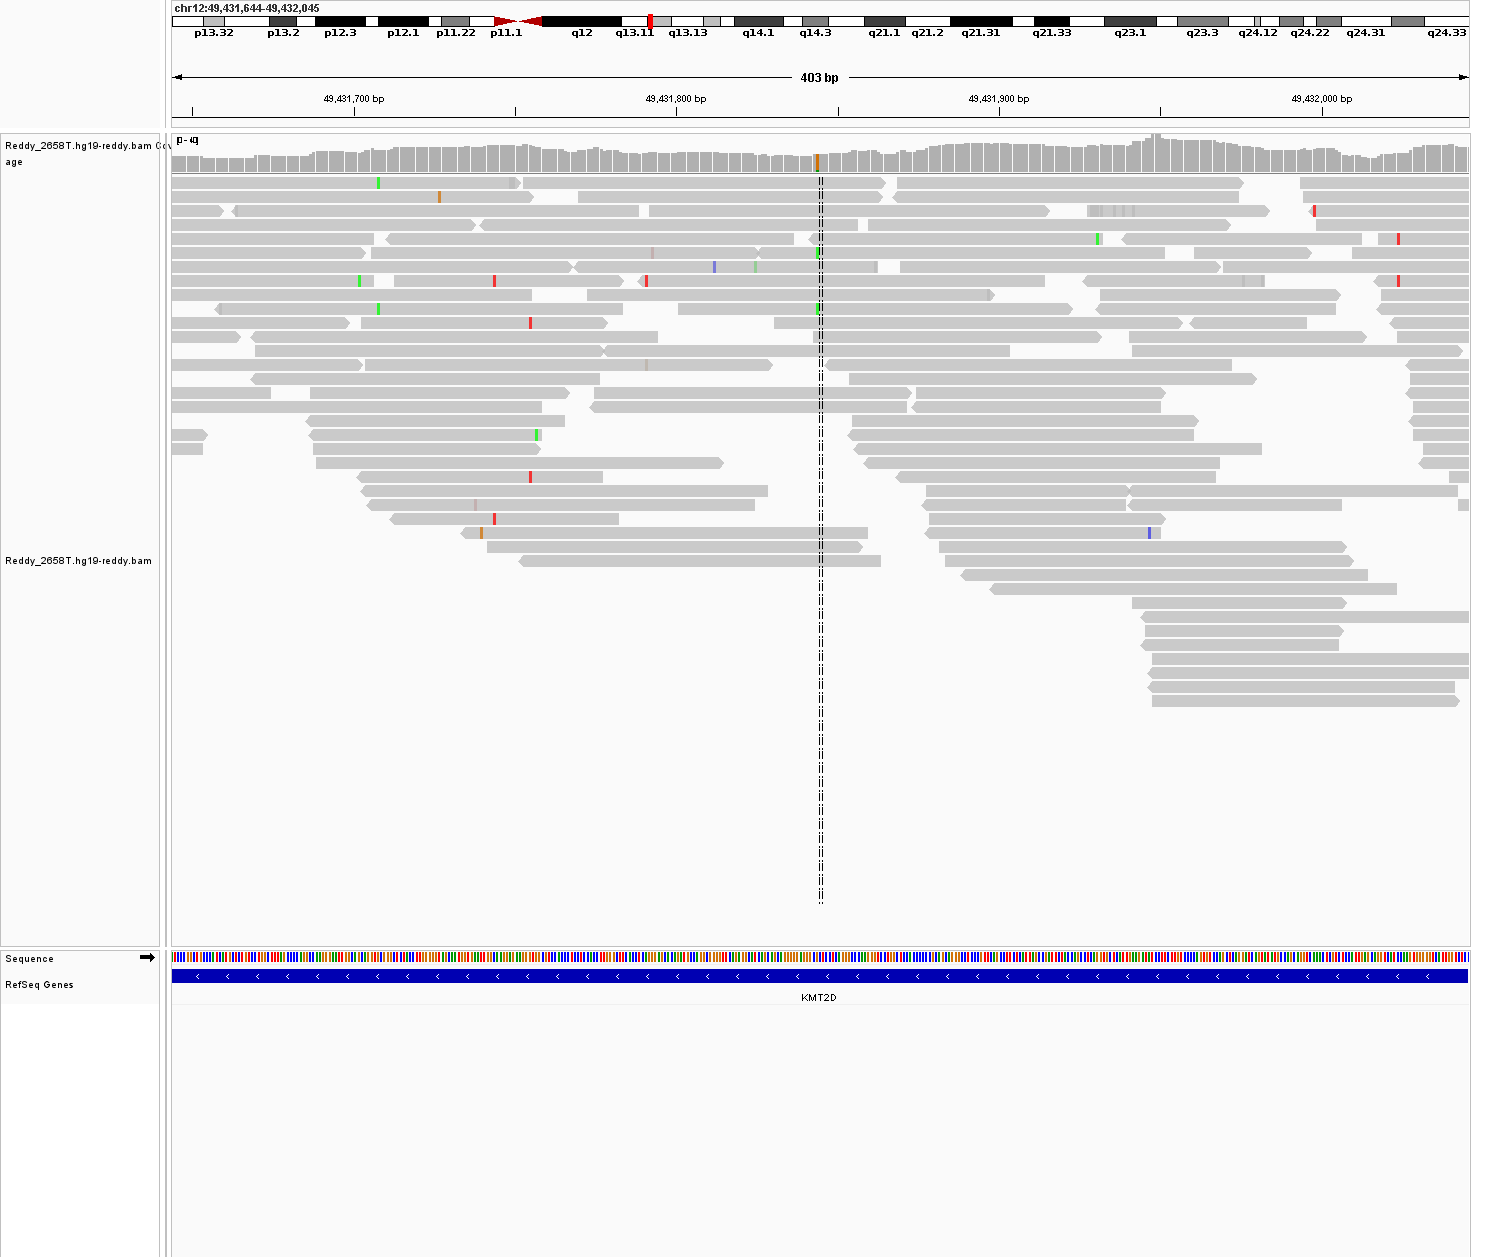 chr12:49,431,644-49,432,045
p13.32 p13.2 p12.3 p12.1 p11.22 p11.1 q12 q13.11 q13.13 q14.1 q14.3 q21.1 q21.2 q21.31 q21.33 q23.1 q23.3 q24.12 q24.22 q24.31 q24.33
403 bp
49,431,700 bp 49,431,800 bp 49,431,900 bp 49,432,000 bp
Reddy_2658T.hg19-reddy.bam Cov
age
Reddy_2658T.hg19-reddy.bam
Sequence
RefSeq Genes
KMT2D